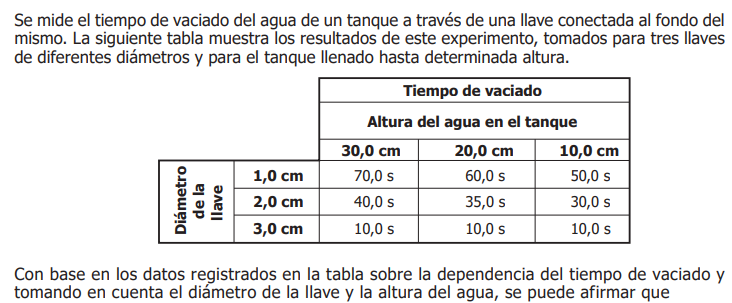 Se mide el tiempo de vaciado del agua de un tanque a través de una llave conectada al fondo del
mismo. La siguiente tabla muestra los resultados de este experimento, tomados para tres llaves
de diferentes diámetros y para el tanque llenado hasta determinada altura.
Tiempo de vaciado
Altura del agua en el tanque
30,0 cm 20,0 cm 10,0 cm
Diámetro
de la
llave
1,0 cm 70,0 s 60,0 s 50,0 s
2,0 cm 40,0 s 35,0 s 30,0 s
3,0 cm 10,0 s 10,0 s 10,0 s
Con base en los datos registrados en la tabla sobre la dependencia del tiempo de vaciado y
tomando en cuenta el diámetro de la llave y la altura del agua, se puede afirmar que